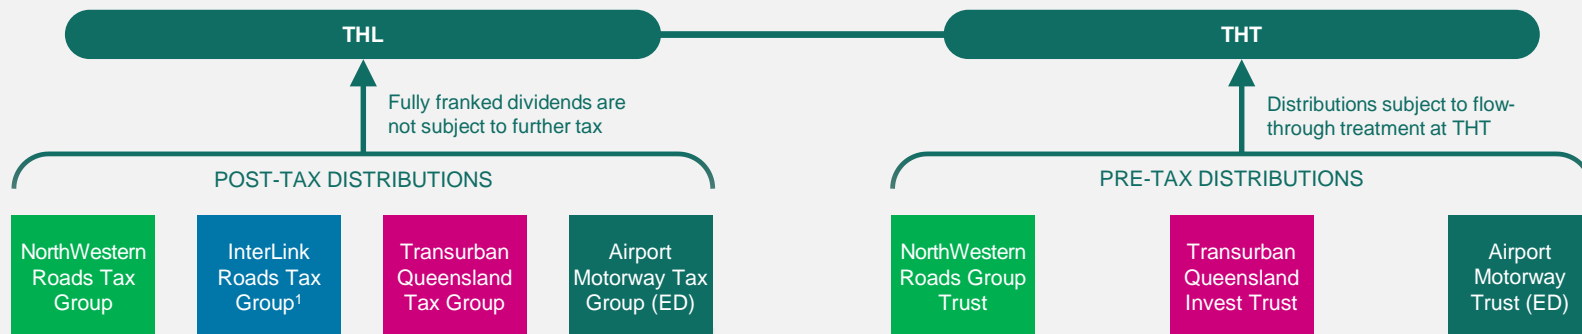 THL
THT
Fully franked dividends are
not subject to further tax
Distributions subject to flow-
through treatment at THT
POST-TAX DISTRIBUTIONS
PRE-TAX DISTRIBUTIONS
NorthWestern
Roads Tax
Group
InterLink
Roads Tax
Group¹
Transurban
Queensland
Tax Group
Airport
Motorway Tax
Group (ED)
NorthWestern
Roads Group
Trust
Transurban
Queensland
Invest Trust
Airport
Motorway
Trust (ED)